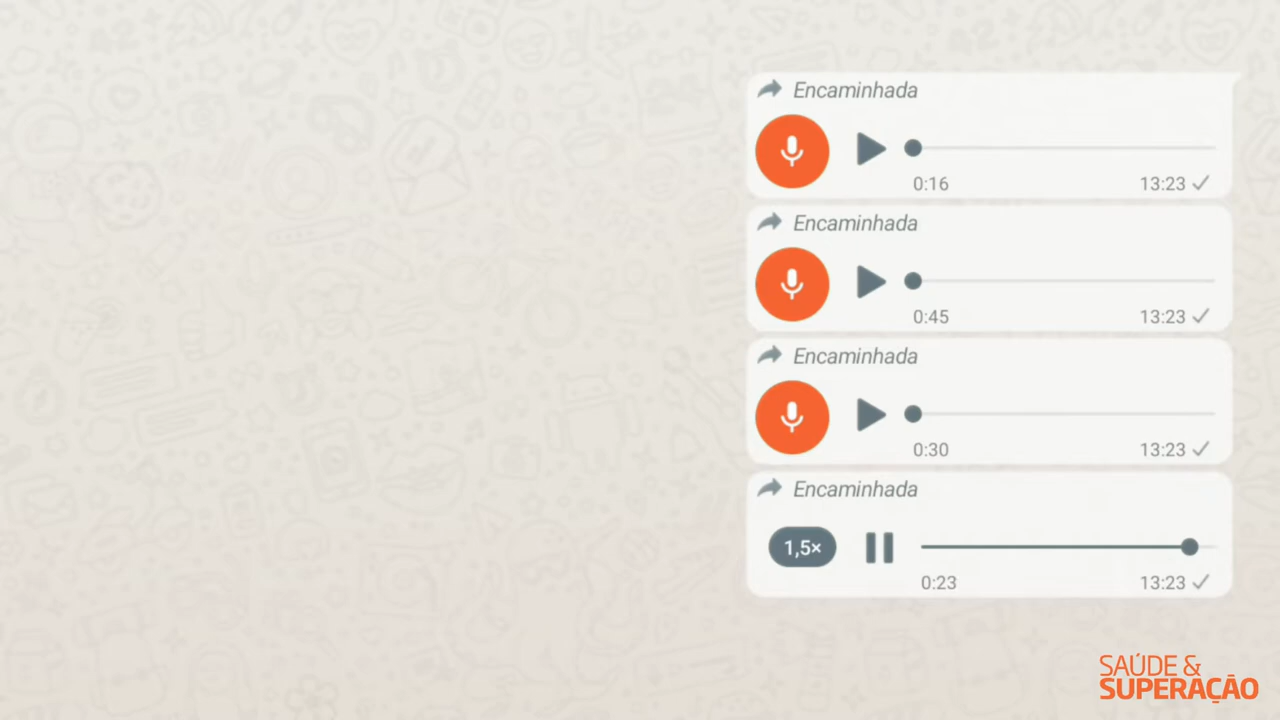 Encaminhada
0:16 13:23
Encaminhada
0:45 13:23
Encaminhada
0:30 13:23
Encaminhada
1,5×
0:23 13:23
SAÚDE &
SUPERAÇÃO